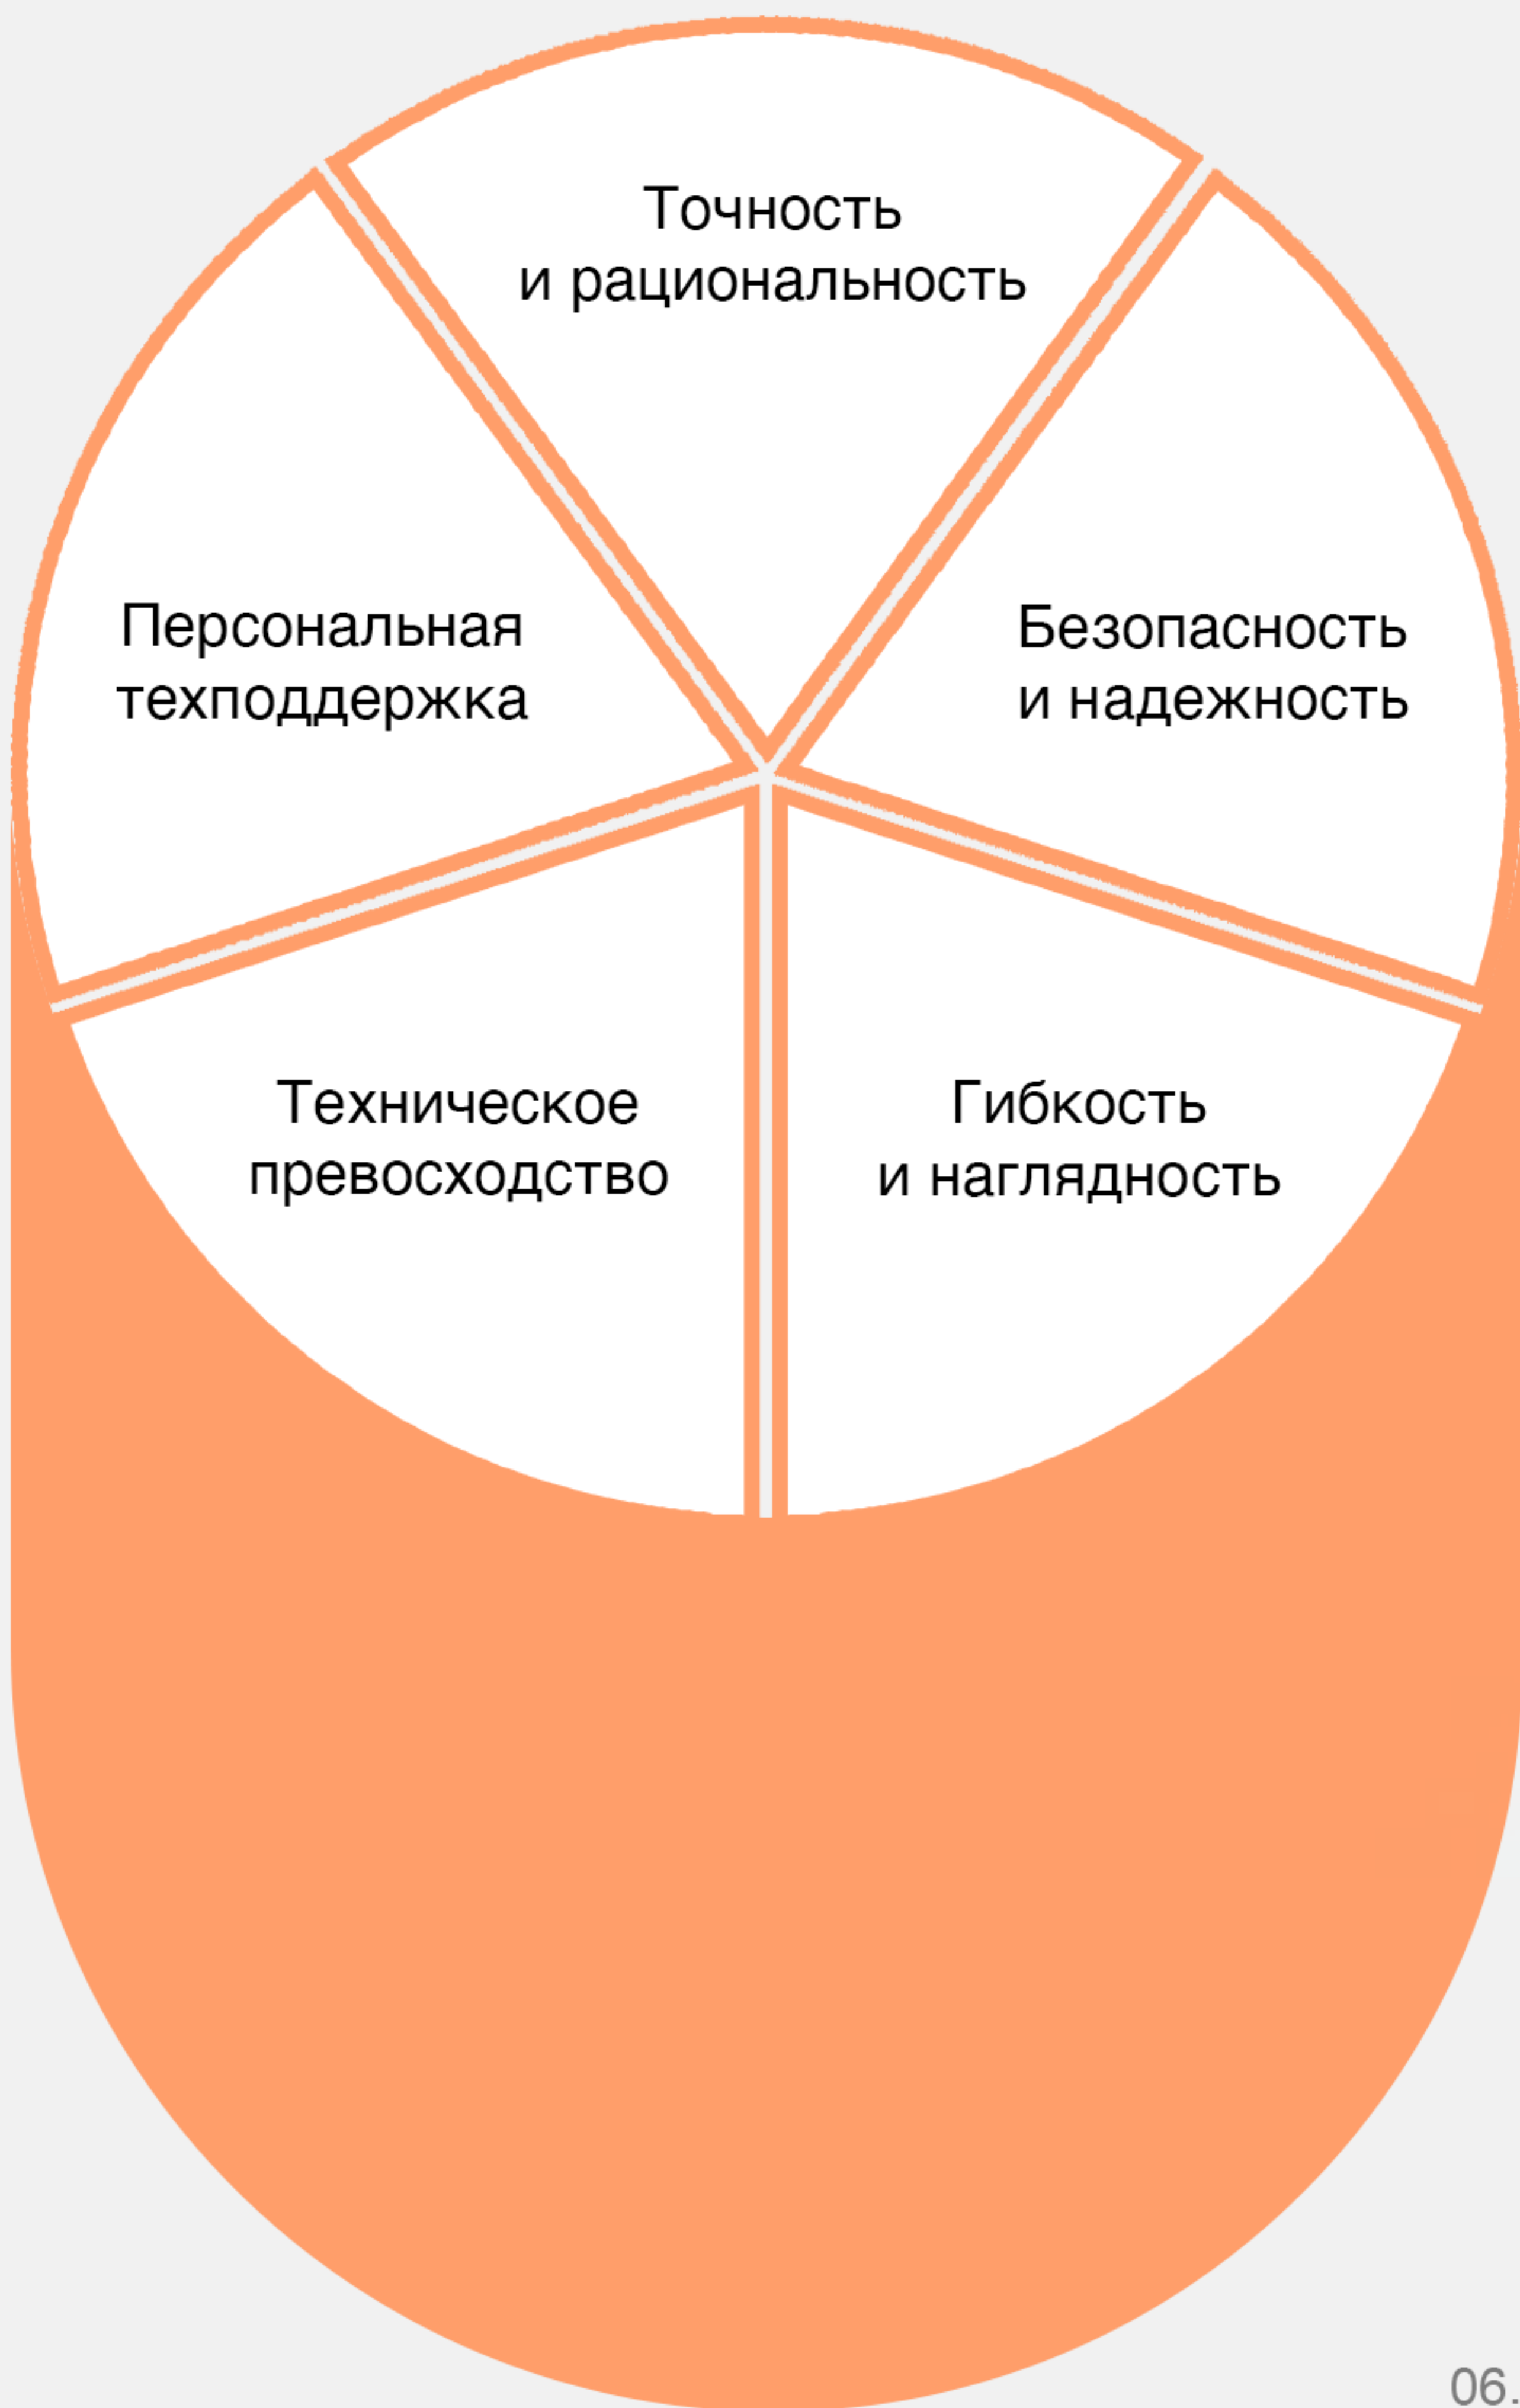 Точность
и рациональность
Персональная
техподдержка
Безопасность
и надежность
Техническое
превосходство
Гибкость
и наглядность
06.